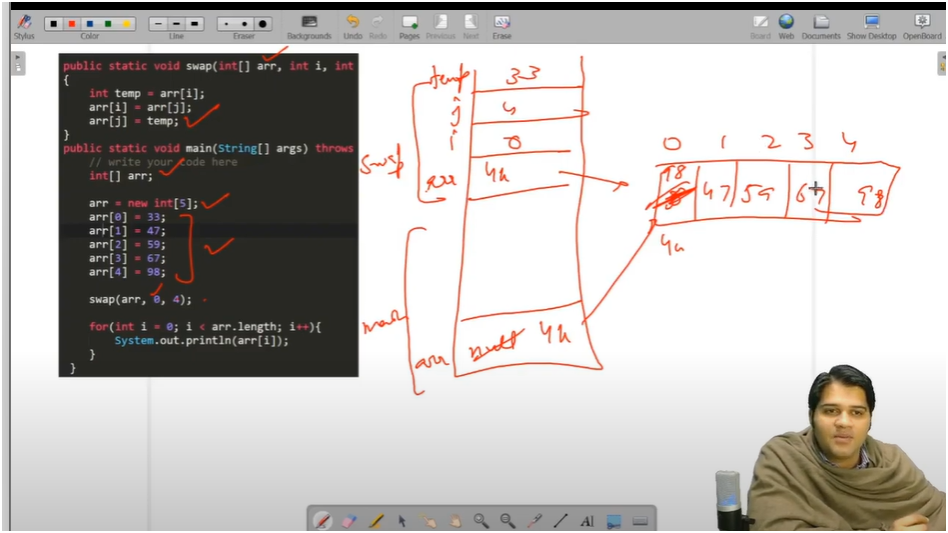 Stylus
Color
Line
Eraser
Backgrounds
Undo
Redo
Pages
Previous
Next
Erase
Board
Web
Documents
Show Desktop
OpenBoard
public static void swap(int[] arr, int i, int
{
int temp = arr[i];
arr[i] = arr[j];
arr[j] = temp;
}
public static void main(String[] args) throws
// write your code here
int[] arr;
arr = new int[5];
arr[0] = 33;
arr[1] = 47;
arr[2] = 59;
arr[3] = 67;
arr[4] = 98;
swap(arr, 0, 4);
for(int i = 0; i < arr.length; i++){
System.out.println(arr[i]);
}
}
temp 33
j 4
i 0
swap
arr 4k
main
arr null 4k
0 1 2 3 4
98
47 59 67 98
4k